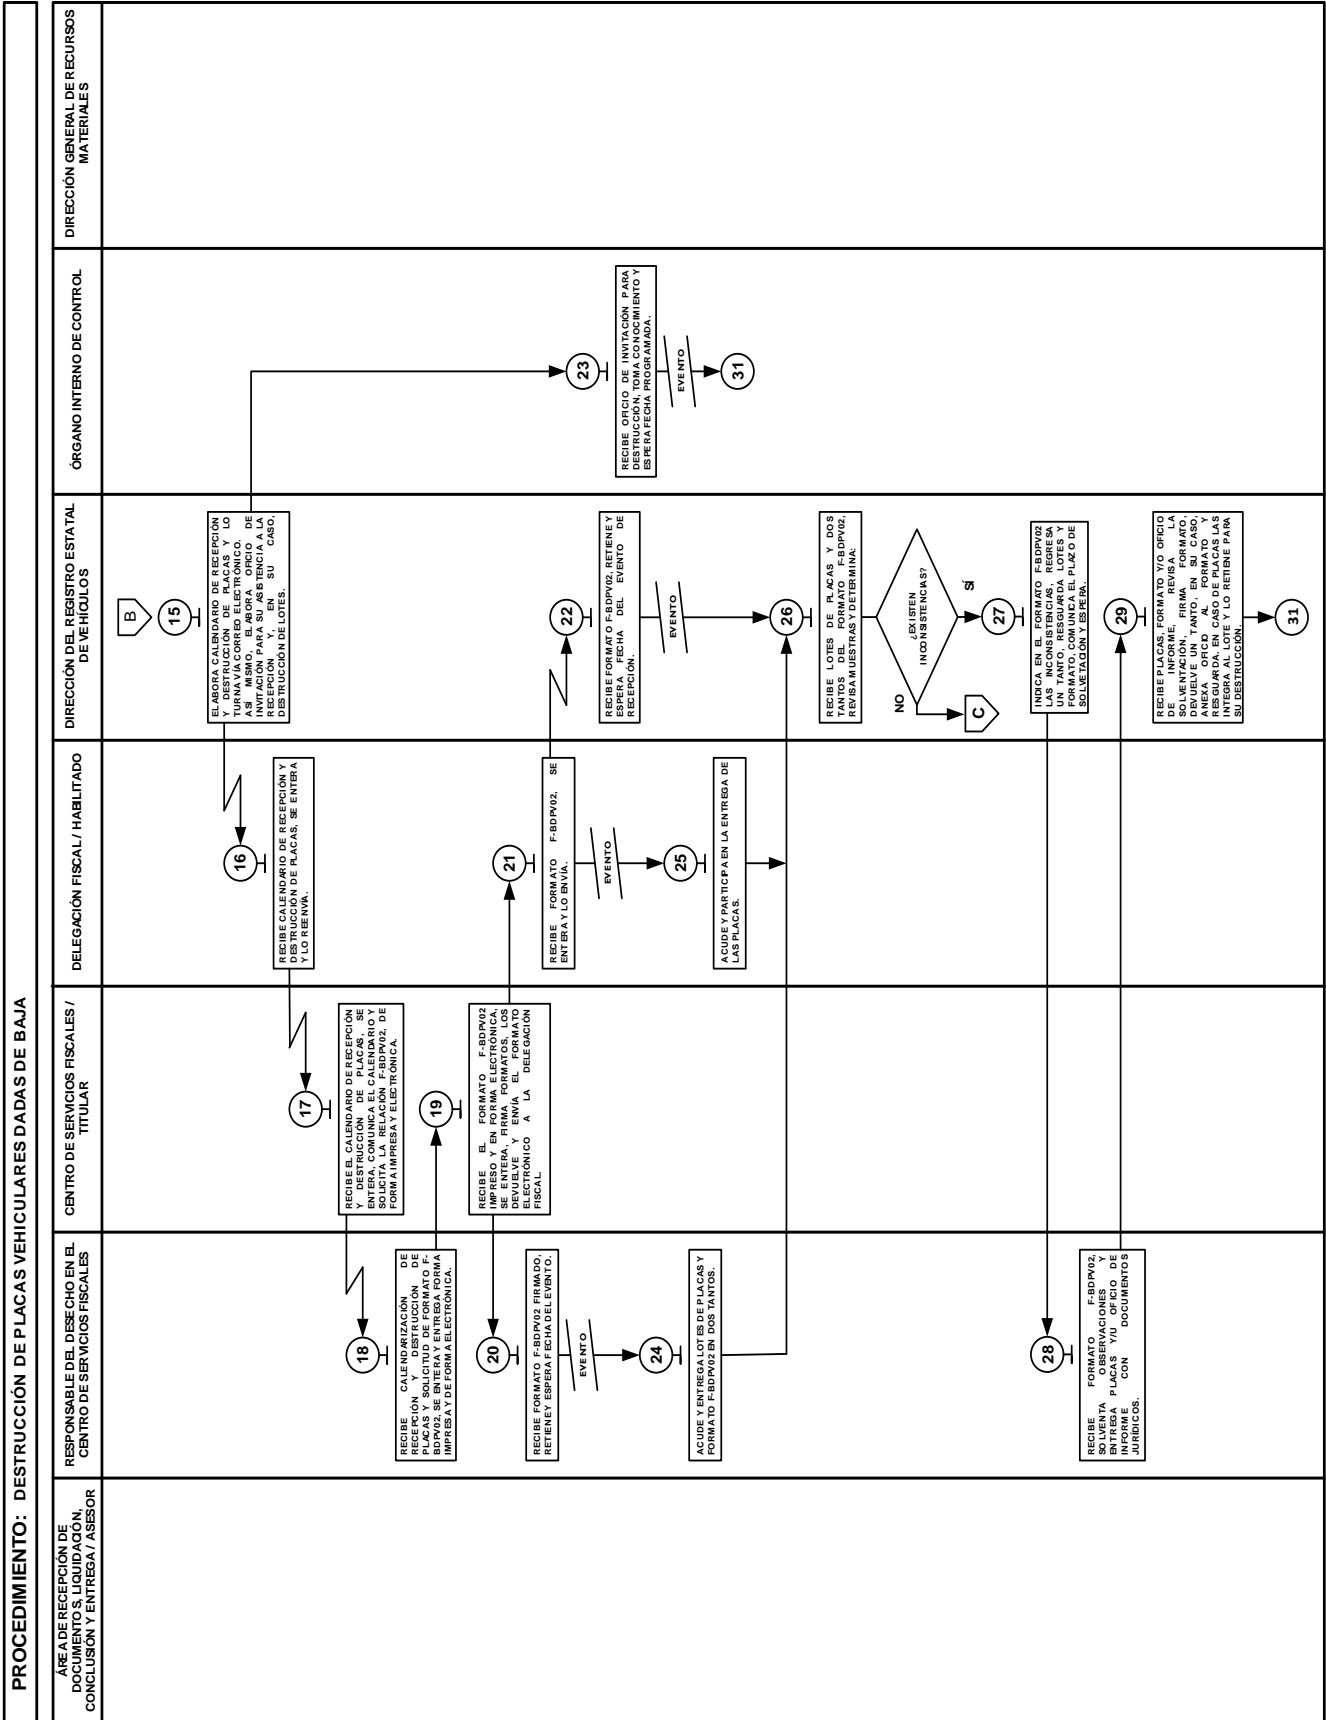 PROCEDIMIENTO: DESTRUCCIÓN DE PLACAS VEHICULARES DADAS DE BAJA
ÁREA DE RECEPCIÓN DE
DOCUMENTOS, LIQUIDACIÓN,
CONCLUSIÓN Y ENTREGA / ASESOR
RESPONSABLE DEL DESECHO EN EL
CENTRO DE SERVICIOS FISCALES
CENTRO DE SERVICIOS FISCALES /
TITULAR
DELEGACIÓN FISCAL / HABILITADO
DIRECCIÓN DEL REGISTRO ESTATAL
DE VEHÍCULOS
ÓRGANO INTERNO DE CONTROL
DIRECCIÓN GENERAL DE RECURSOS
MATERIALES
B
15
ELABORA CALENDARIO DE RECEPCIÓN
Y DESTRUCCIÓN DE PLACAS Y LO
TURNA VÍA CORREO ELECTRÓNICO.
ASÍ MISMO, ELABORA OFICIO DE
INVITACIÓN PARA SU ASISTENCIA A LA
RECEPCIÓN Y, EN SU CASO,
DESTRUCCIÓN DE LOTES.
16
RECIBE CALENDARIO DE RECEPCIÓN Y
DESTRUCCIÓN DE PLACAS, SE ENTERA
Y LO REENVÍA.
17
RECIBE EL CALENDARIO DE RECEPCIÓN
Y DESTRUCCIÓN DE PLACAS, SE
ENTERA, COMUNICA EL CALENDARIO Y
SOLICITA LA RELACIÓN F-BDPV02, DE
FORMA IMPRESA Y ELECTRÓNICA.
18
RECIBE CALENDARIZACIÓN DE
RECEPCIÓN Y DESTRUCCIÓN DE
PLACAS Y SOLICITUD DE FORMATO F-
BDPV02, SE ENTERA Y ENTREGA FORMA
IMPRESA Y DE FORMA ELECTRÓNICA.
19
RECIBE EL FORMATO F-BDPV02
IMPRESO Y EN FORMA ELECTRÓNICA,
SE ENTERA, FIRMA FORMATOS, LOS
DEVUELVE Y ENVÍA EL FORMATO
ELECTRÓNICO A LA DELEGACIÓN
FISCAL.
20
RECIBE FORMATO F-BDPV02 FIRMADO,
RETIENE Y ESPERA FECHA DEL EVENTO.
EVENTO
21
RECIBE FORMATO F-BDPV02, SE
ENTERA Y LO ENVÍA.
EVENTO
22
RECIBE FORMATO F-BDPV02, RETIENE Y
ESPERA FECHA DEL EVENTO DE
RECEPCIÓN.
EVENTO
23
RECIBE OFICIO DE INVITACIÓN PARA
DESTRUCCIÓN, TOMA CONOCIMIENTO Y
ESPERA FECHA PROGRAMADA.
EVENTO
31
24
ACUDE Y ENTREGA LOTES DE PLACAS Y
FORMATO F-BDPV02 EN DOS TANTOS.
25
ACUDE Y PARTICIPA EN LA ENTREGA DE
LAS PLACAS.
26
RECIBE LOTES DE PLACAS Y DOS
TANTOS DEL FORMATO F-BDPV02,
REVISA MUESTRAS Y DETERMINA:
¿EXISTEN
INCONSISTENCIAS?
NO
SÍ
C
27
INDICA EN EL FORMATO F-BDPV02
LAS INCONSISTENCIAS, REGRESA
UN TANTO, RESGUARDA LOTES Y
FORMATO, COMUNICA EL PLAZO DE
SOLVETACIÓN Y ESPERA.
28
RECIBE FORMATO F-BDPV02,
SOLVENTA OBSERVACIONES Y
ENTREGA PLACAS Y/U OFICIO DE
INFORME CON DOCUMENTOS
JURÍDICOS.
29
RECIBE PLACAS, FORMATO Y/O OFICIO
DE INFORME, REVISA LA
SOLVENTACIÓN, FIRMA FORMATO,
DEVUELVE UN TANTO, EN SU CASO,
ANEXA OFICIO AL FORMATO Y
RESGUARDA. EN CASO DE PLACAS LAS
INTEGRA AL LOTE Y LO RETIENE PARA
SU DESTRUCCIÓN.
31